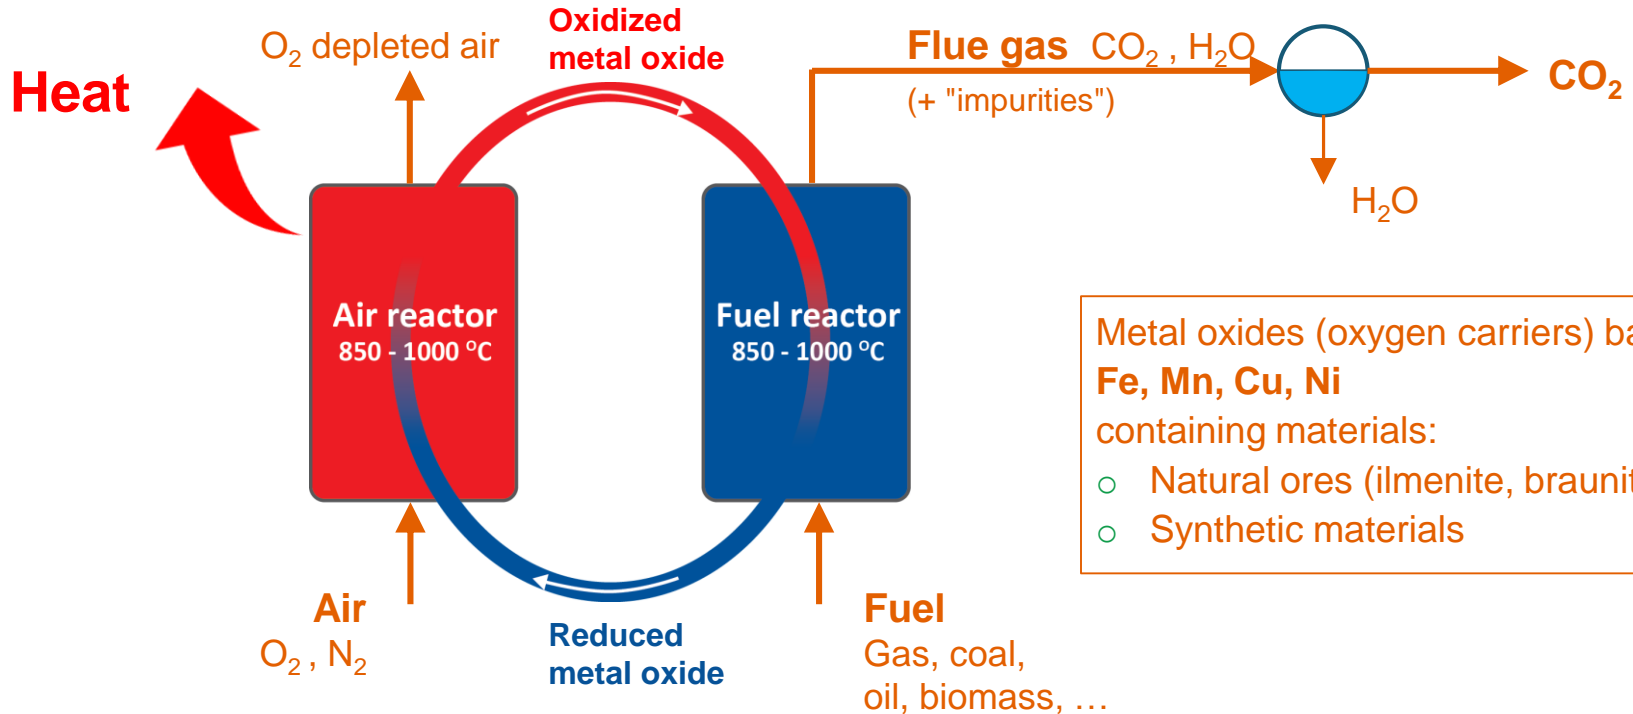 Heat
O₂ depleted air
Oxidized
metal oxide
Flue gas CO₂ , H₂O
(+ "impurities")
CO₂
H₂O
Air reactor
850 - 1000 °C
Fuel reactor
850 - 1000 °C
Metal oxides (oxygen carriers)
Fe, Mn, Cu, Ni
containing materials:
○ Natural ores (ilmenite,
○ Synthetic materials
Air
O₂ , N₂
Reduced
metal oxide
Fuel
Gas, coal,
oil, biomass, …